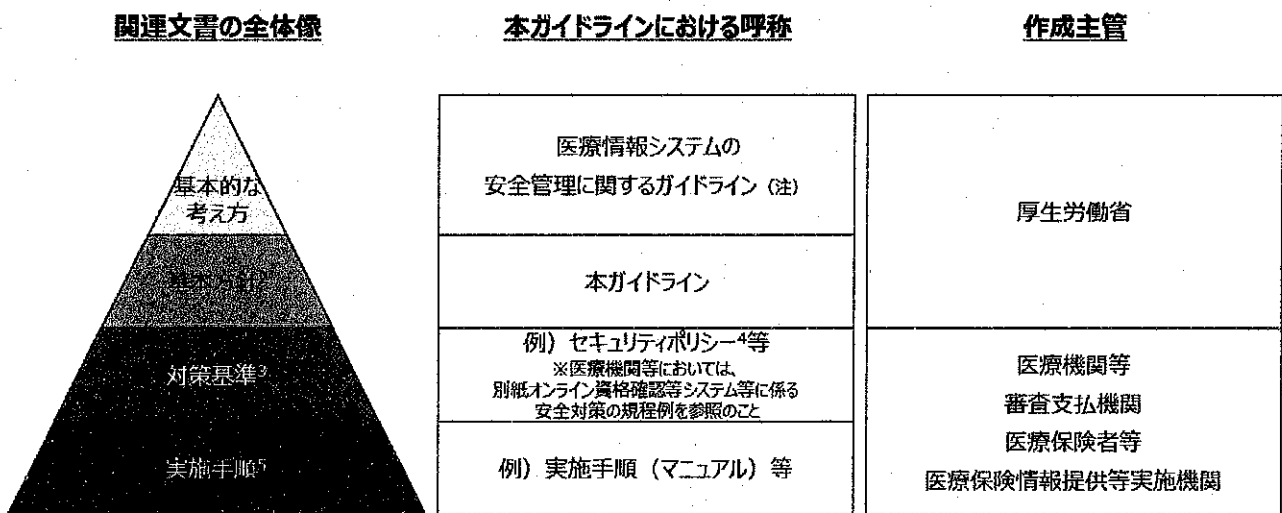 関連文書の全体像
本ガイドラインにおける呼称
作成主管
基本的な
考え方
基本方針
対策基準3
実施手順5
医療情報システムの
安全管理に関するガイドライン（注）
本ガイドライン
例）セキュリティポリシー4等
※医療機関等においては、
別紙オンライン資格確認等システム等に係る
安全対策の規程例を参照のこと
例）実施手順（マニュアル）等
厚生労働省
医療機関等
審査支払機関
医療保険者等
医療保険情報提供等実施機関